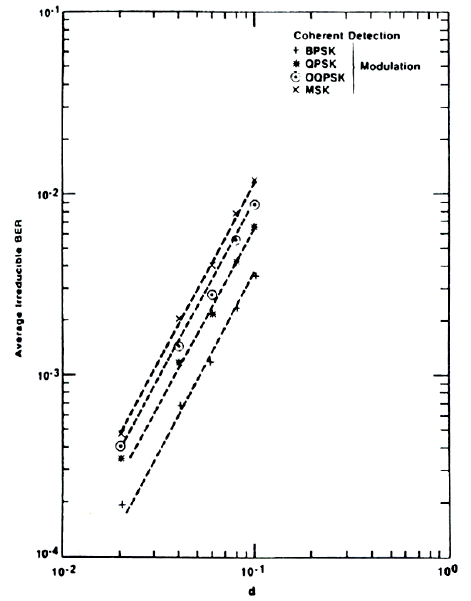 10-1
Coherent Detection
+ BPSK
✱ QPSK
⊙ OQPSK
× MSK
Modulation
10-2
Average Irreducible BER
10-3
10-4
10-2
10-1
100
d